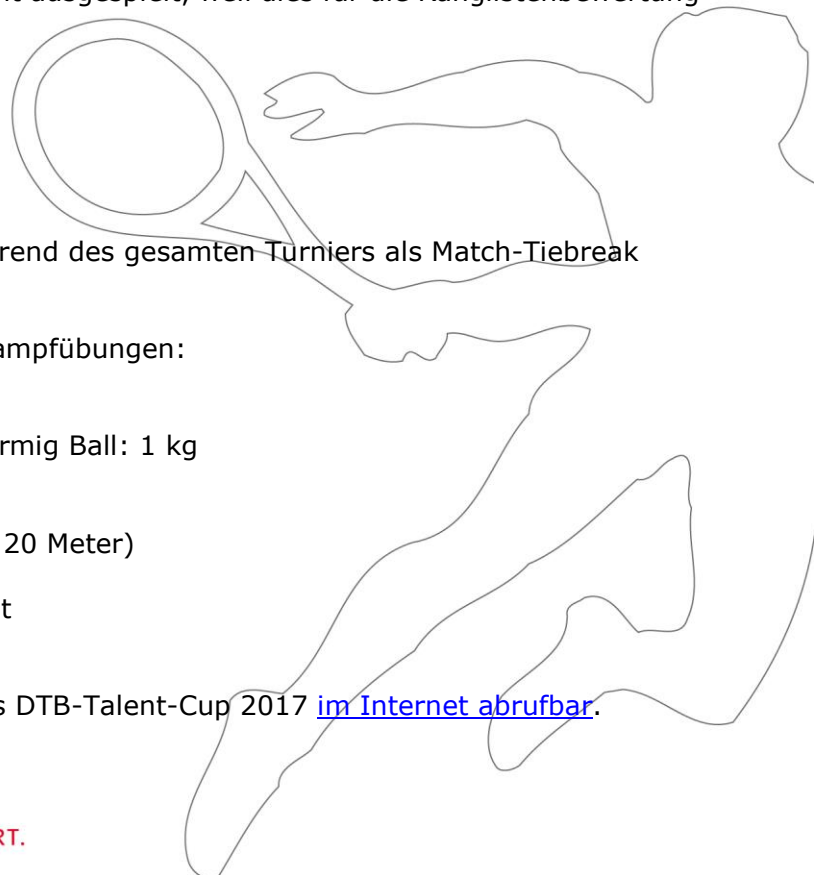 t ausgespielt, weil dies für die Ranglistenbewertung
rend des gesamten Turniers als Match-Tiebreak
ampfübungen:
rmig Ball: 1 kg
20 Meter)
t
s DTB-Talent-Cup 2017 im Internet abrufbar.
RT.